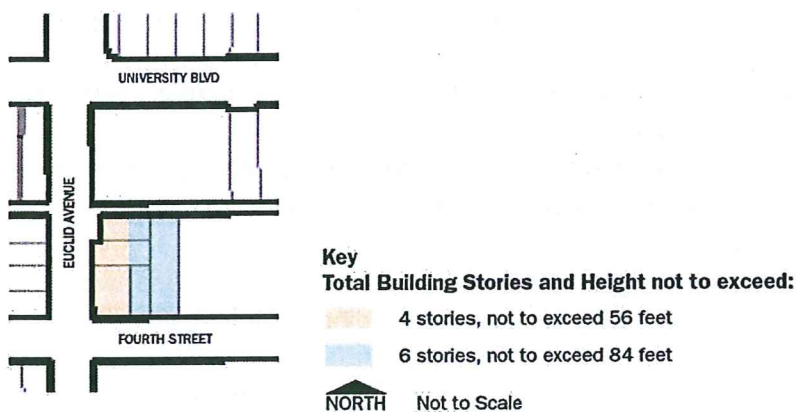 UNIVERSITY BLVD
EUCLID AVENUE
FOURTH STREET
Key
Total Building Stories and Height not to exceed:
4 stories, not to exceed 56 feet
6 stories, not to exceed 84 feet
NORTH Not to Scale